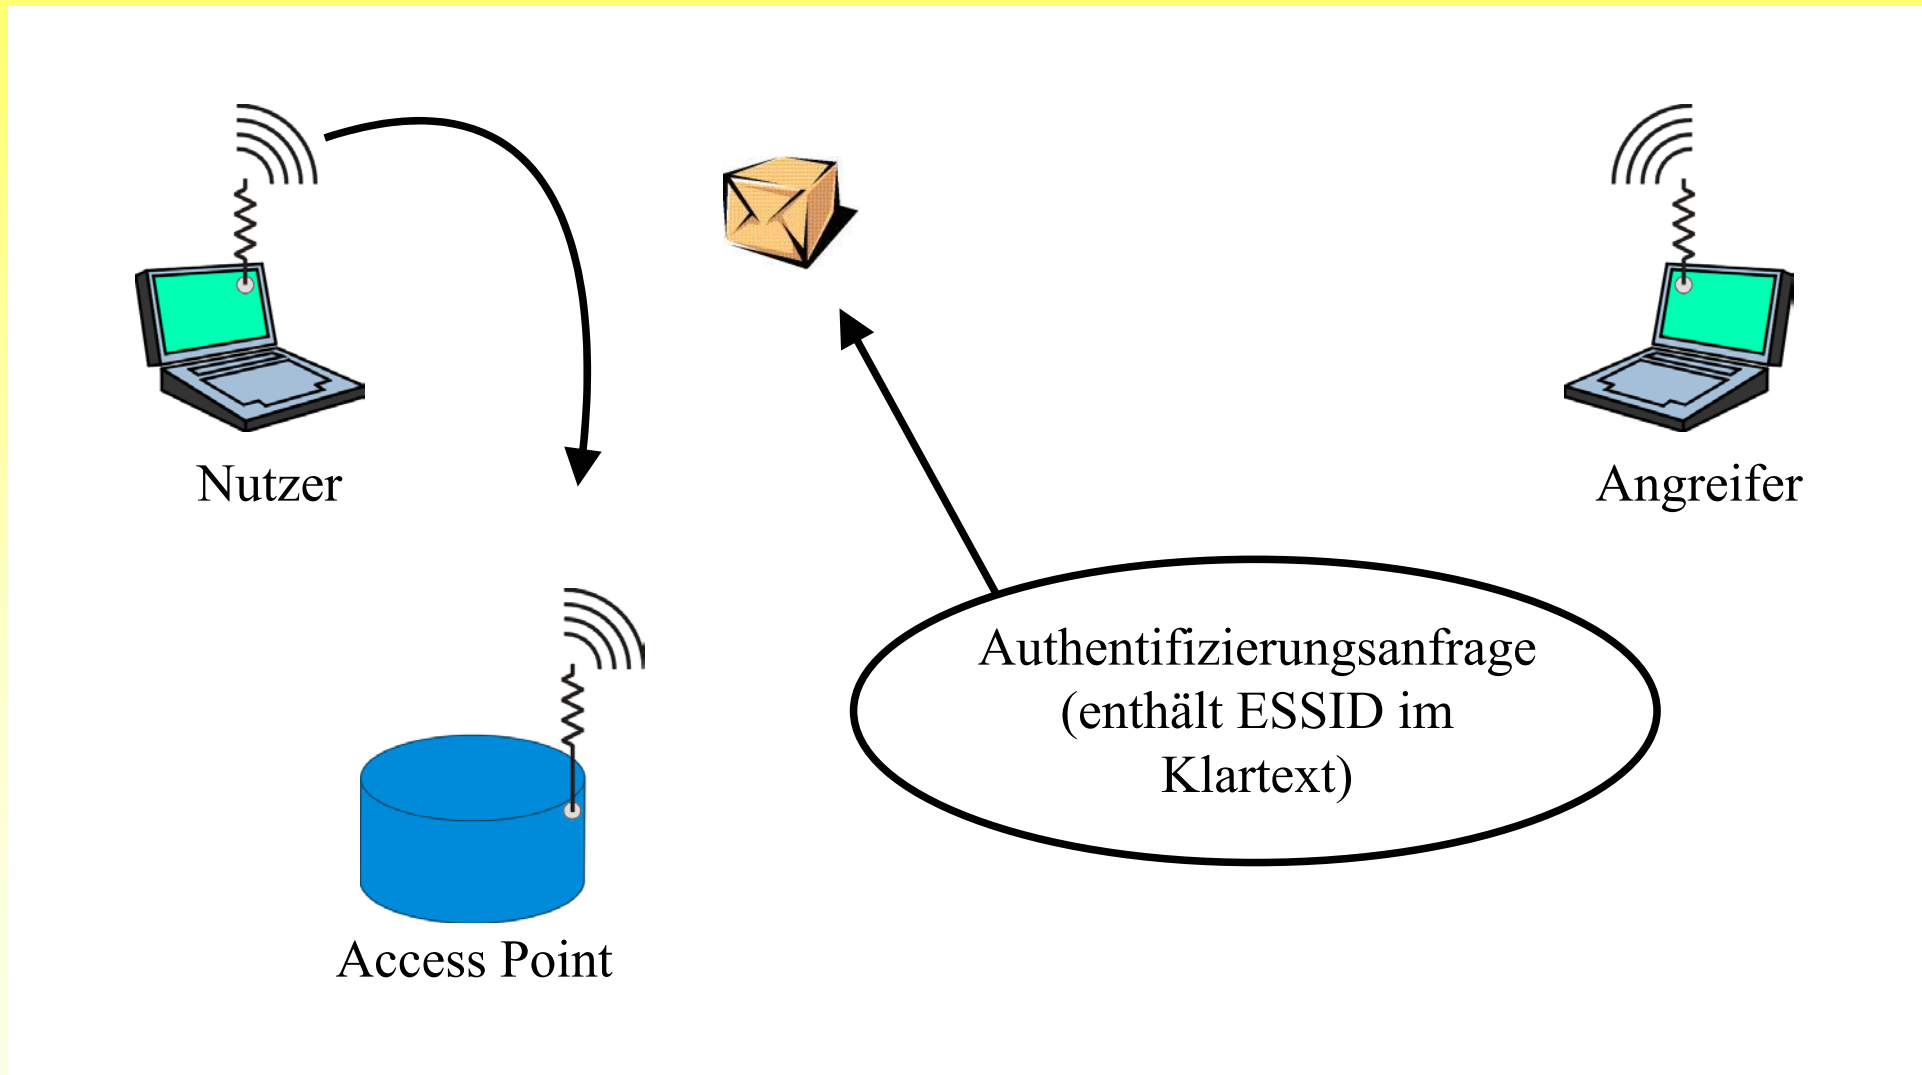 Nutzer
Angreifer
Authentifizierungsanfrage
(enthält ESSID im
Klartext)
Access Point